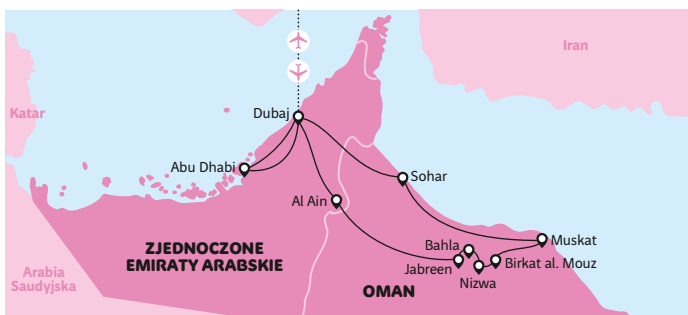 Iran
Katar
Dubaj
Abu Dhabi
Sohar
Al Ain
ZJEDNOCZONE
EMIRATY ARABSKIE
Bahla
Muskat
Jabreen
Birkat al. Mouz
Nizwa
Arabia
Saudyjska
OMAN